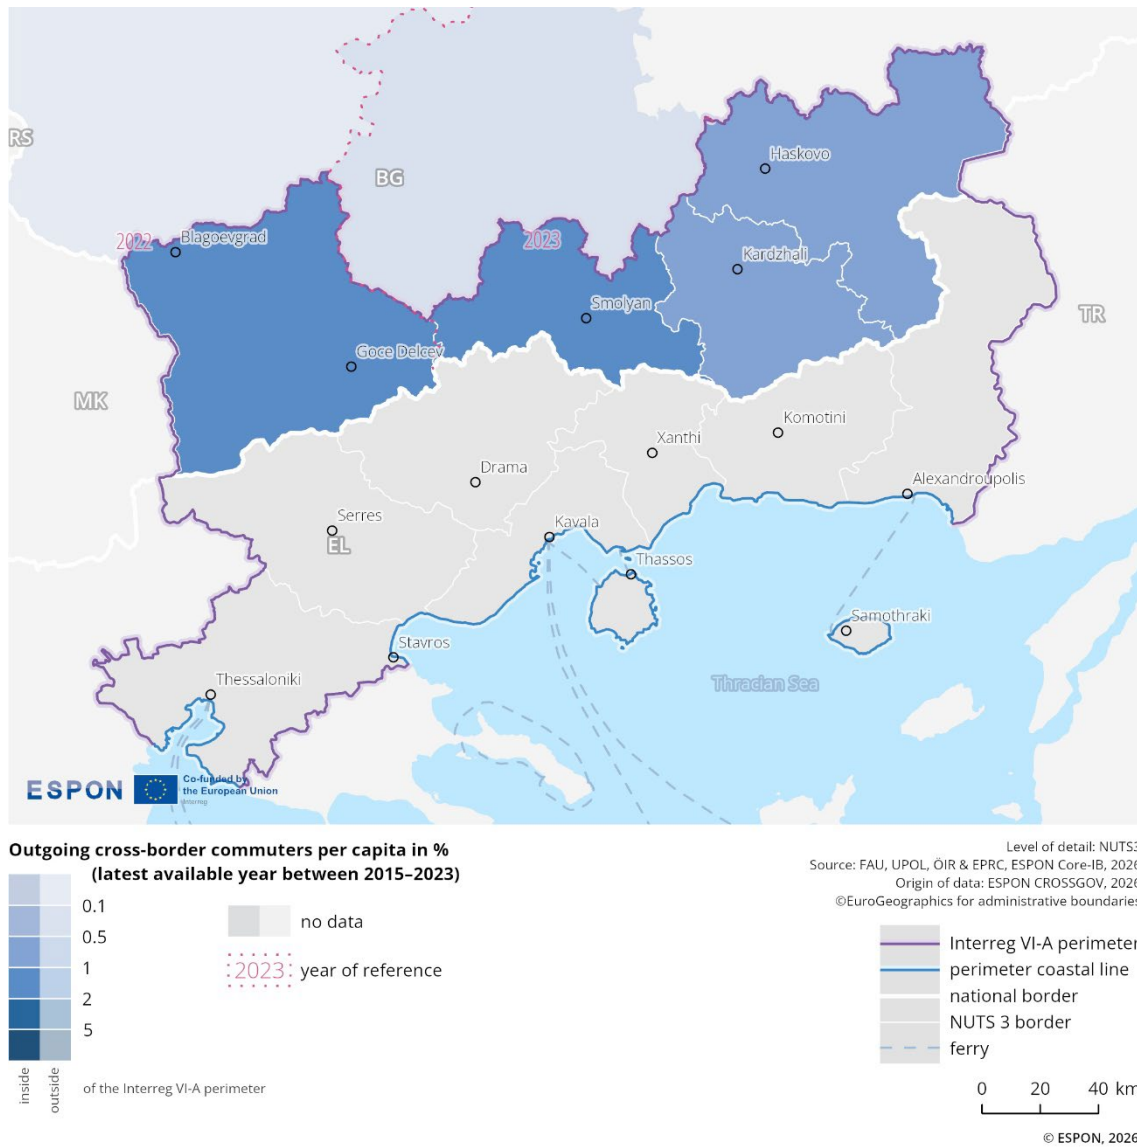 RS
BG
Haskovo
2022
Blagoevgrad
2023
Kardzhali
Smolyan
TR
Goce Delcev
MK
Komotini
Xanthi
Drama
Alexandroupolis
Serres
Kavala
EL
Thassos
Samothraki
Stavros
Thracian Sea
Thessaloniki
ESPON
Co-funded by
the European Union
Interreg
Outgoing cross-border commuters per capita in %
(latest available year between 2015–2023)
0.1
0.5
1
2
5
inside
outside
of the Interreg VI-A perimeter
no data
2023 year of reference
Level of detail: NUTS3
Source: FAU, UPOL, ÖIR & EPRC, ESPON Core-IB, 2026
Origin of data: ESPON CROSSGOV, 2026
©EuroGeographics for administrative boundaries
Interreg VI-A perimeter
perimeter coastal line
national border
NUTS 3 border
ferry
0 20 40 km
© ESPON, 2026